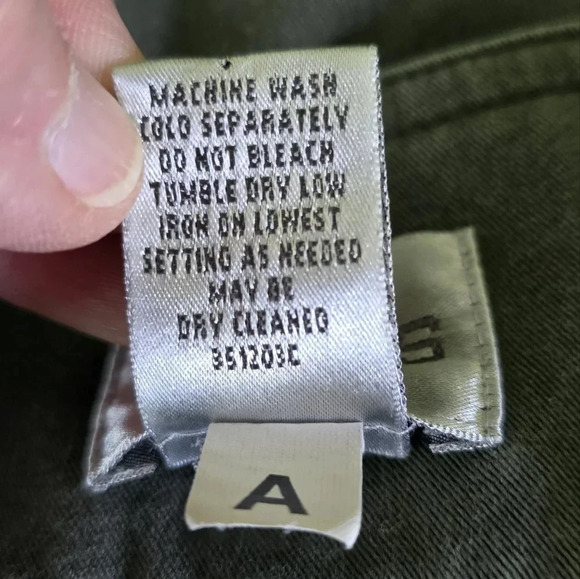 MACHINE WASH
COLD SEPARATELY
DO NOT BLEACH
TUMBLE DRY LOW
IRON ON LOWEST
SETTING AS NEEDED
MAY BE
DRY CLEANED
351203C
A